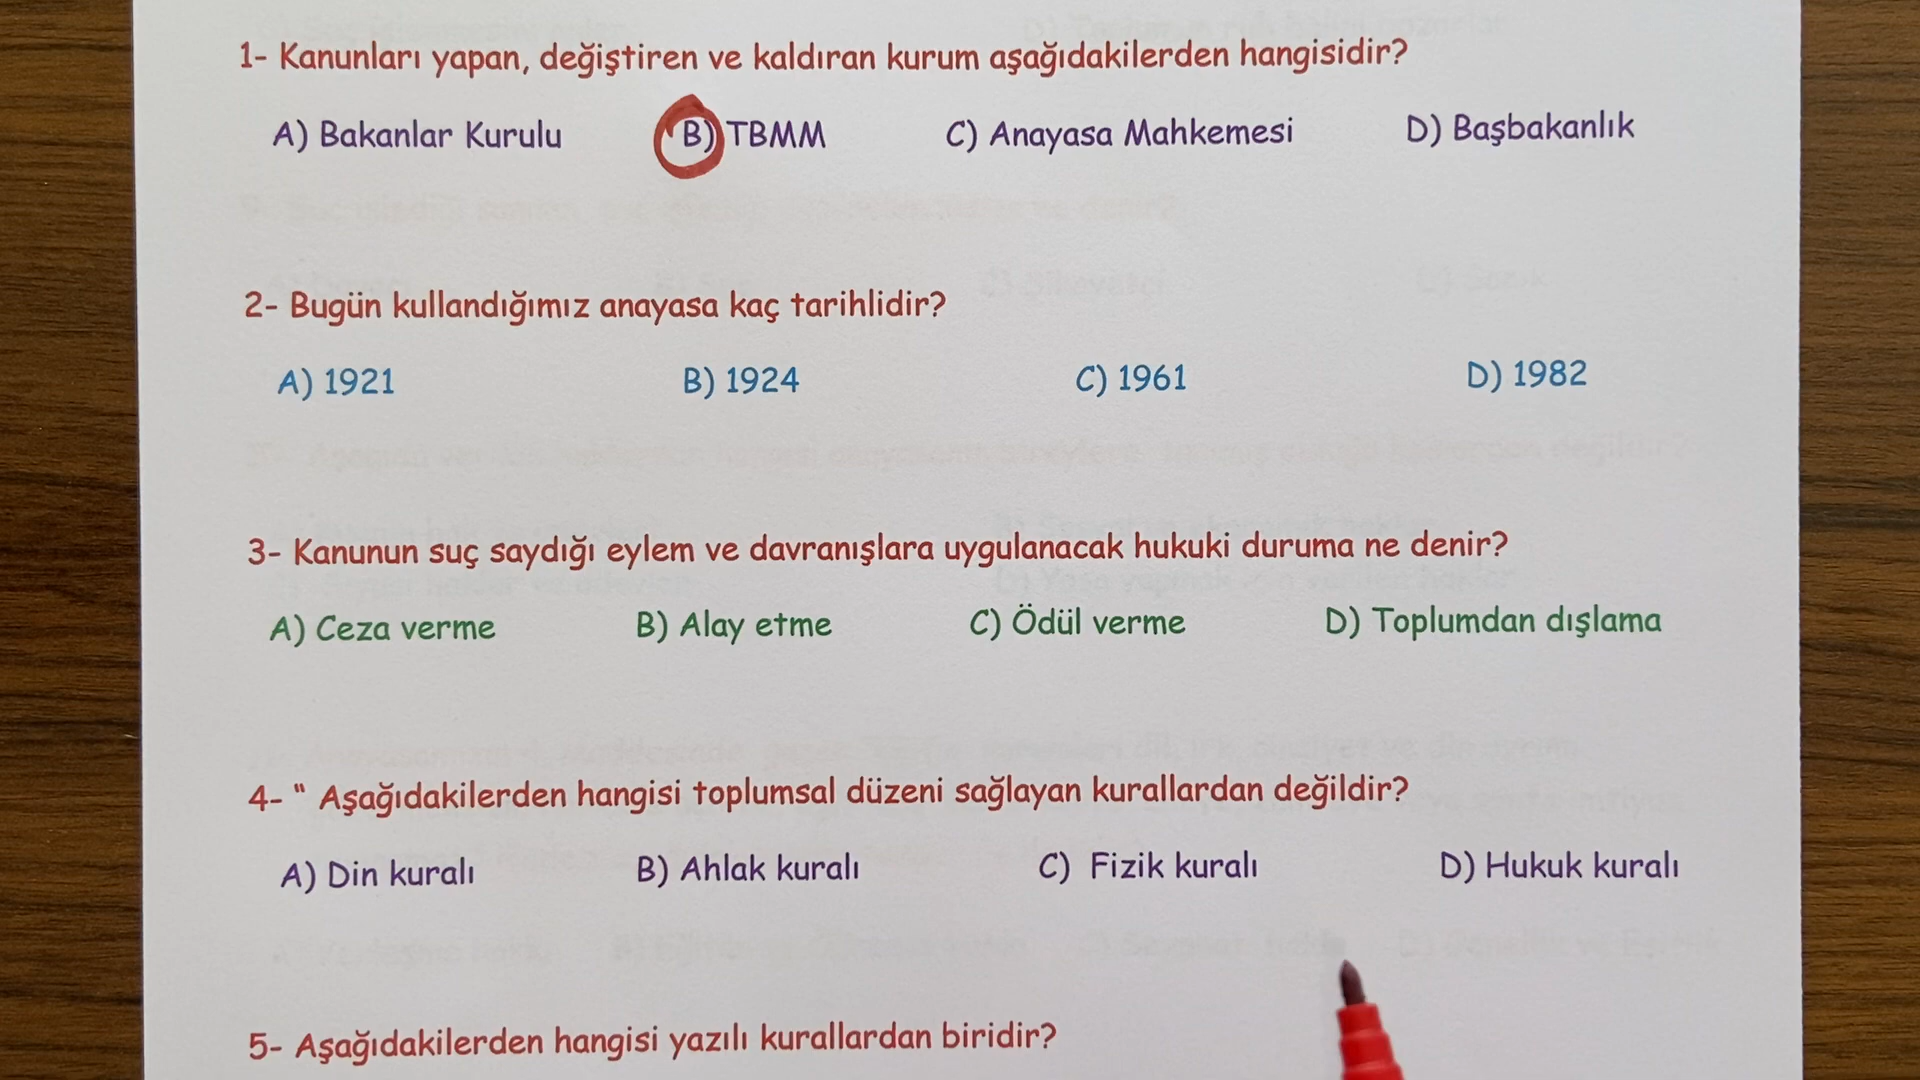 1- Kanunları yapan, değiştiren ve kaldıran kurum aşağıdakilerden hangisidir?
A) Bakanlar Kurulu B) TBMM C) Anayasa Mahkemesi D) Başbakanlık
2- Bugün kullandığımız anayasa kaç tarihlidir?
A) 1921 B) 1924 C) 1961 D) 1982
3- Kanunun suç saydığı eylem ve davranışlara uygulanacak hukuki duruma ne denir?
A) Ceza verme B) Alay etme C) Ödül verme D) Toplumdan dışlama
4- " Aşağıdakilerden hangisi toplumsal düzeni sağlayan kurallardan değildir?
A) Din kuralı B) Ahlak kuralı C) Fizik kuralı D) Hukuk kuralı
5- Aşağıdakilerden hangisi yazılı kurallardan biridir?